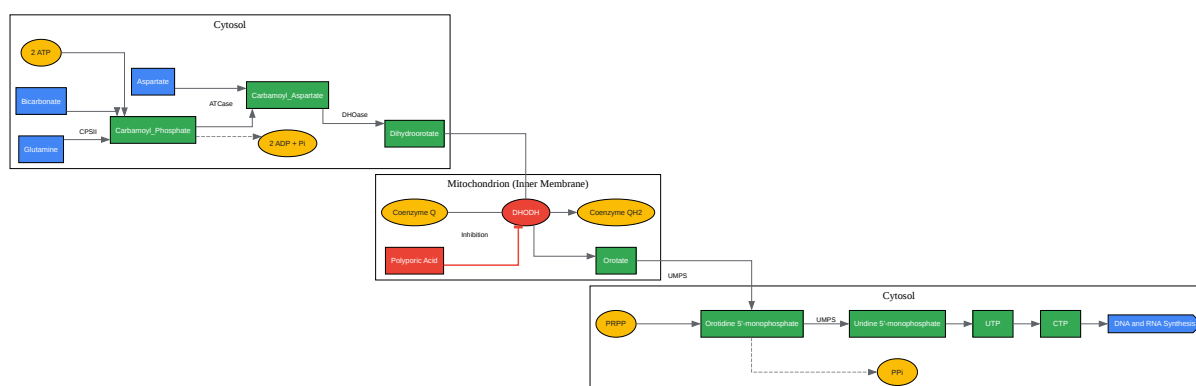 Cytosol
2 ATP
Aspartate
Bicarbonate
Carbamoyl_Aspartate
ATCase
DHOase
CPSII
Carbamoyl_Phosphate
Dihydroorotate
Glutamine
2 ADP + Pi
Mitochondrion (Inner Membrane)
Coenzyme Q
DHODH
Coenzyme QH2
Inhibition
Polyporic Acid
Orotate
UMPS
Cytosol
PRPP
Orotidine 5'-monophosphate
UMPS
Uridine 5'-monophosphate
UTP
CTP
DNA and RNA Synthesis
PPi